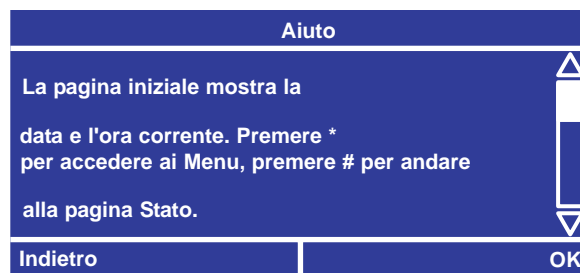 Aiuto
La pagina iniziale mostra la
data e l'ora corrente. Premere *
per accedere ai Menu, premere # per andare
alla pagina Stato.
Indietro
OK